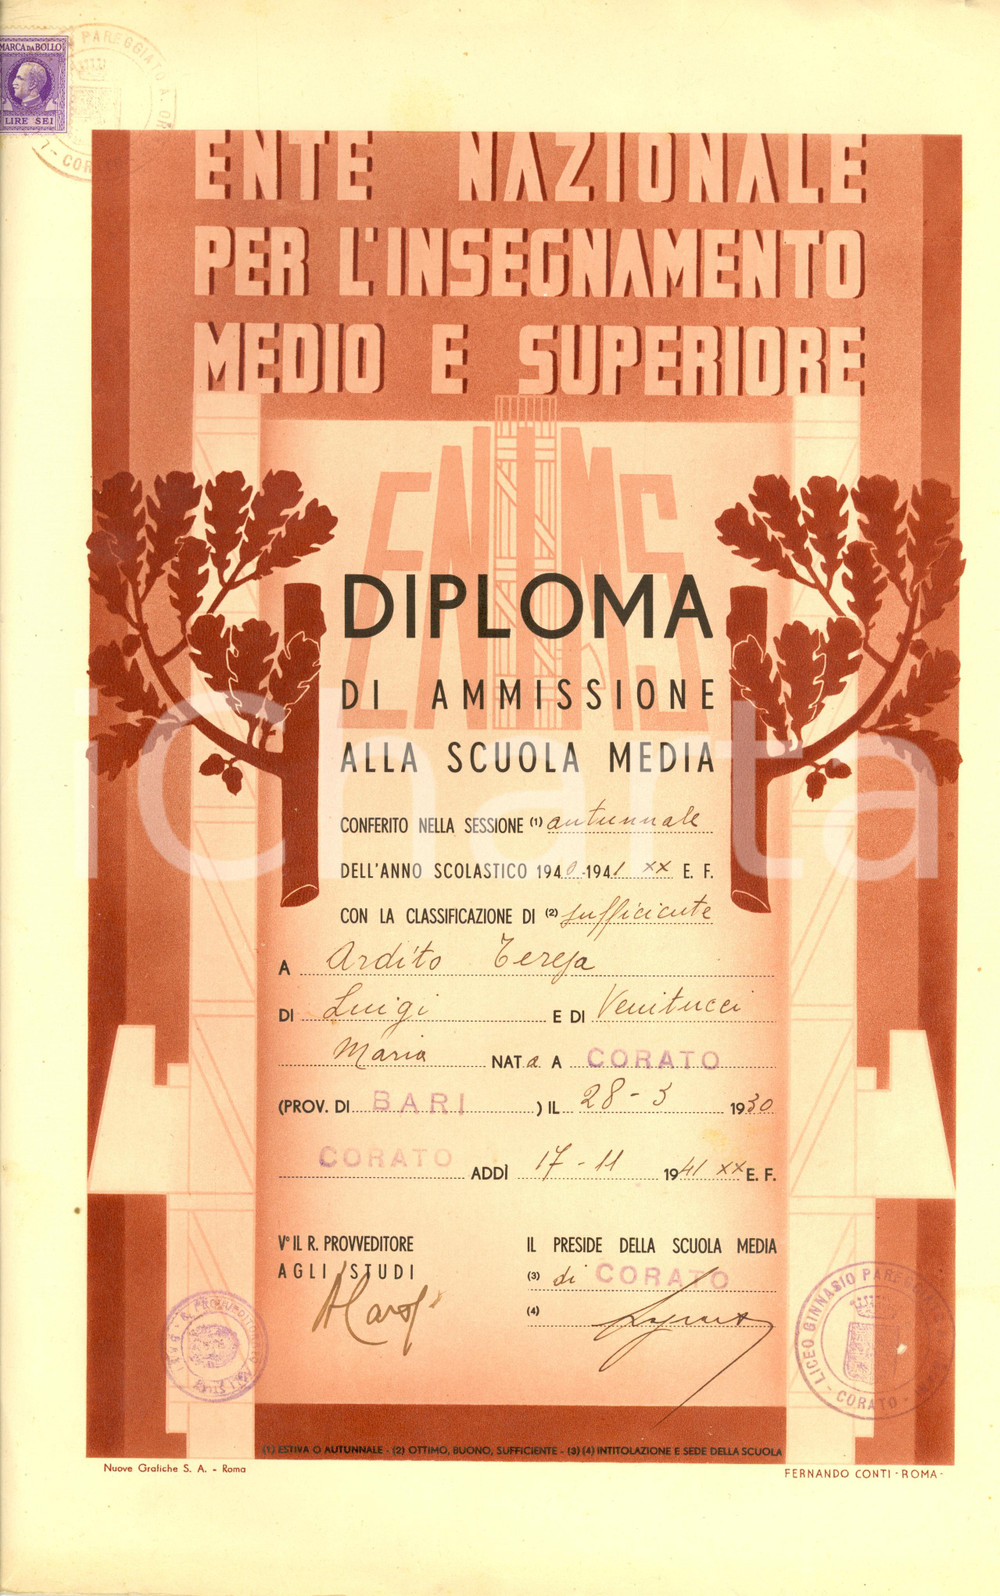 MARCA DA BOLLO
LIRE SEI
PAREGGIATO A. OR
ENTE NAZIONALE
PER L'INSEGNAMENTO
MEDIO E SUPERIORE
ENIMS
DIPLOMA
DI AMMISSIONE
ALLA SCUOLA MEDIA
iCharta
CONFERITO NELLA SESSIONE (1) autunnale
DELL'ANNO SCOLASTICO 1940-1941 XX E. F.
CON LA CLASSIFICAZIONE DI (2) sufficiente
A Ardito Teresa
DI Luigi E DI Venitucci
Maria NATa A CORATO
(PROV. DI BARI ) IL 28-3 1930
CORATO ADDÌ 17-11 1941 XX E. F.
V° IL R. PROVVEDITORE
AGLI STUDI
IL PRESIDE DELLA SCUOLA MEDIA
(3) di CORATO
(4)
LICEO GINNASIO PAREGGIATO
- CORATO -
(1) ESTIVA O AUTUNNALE - (2) OTTIMO, BUONO, SUFFICIENTE - (3) (4) INTITOLAZIONE E SEDE DELLA SCUOLA
Nuove Grafiche S. A. - Roma
FERNANDO CONTI · ROMA ·